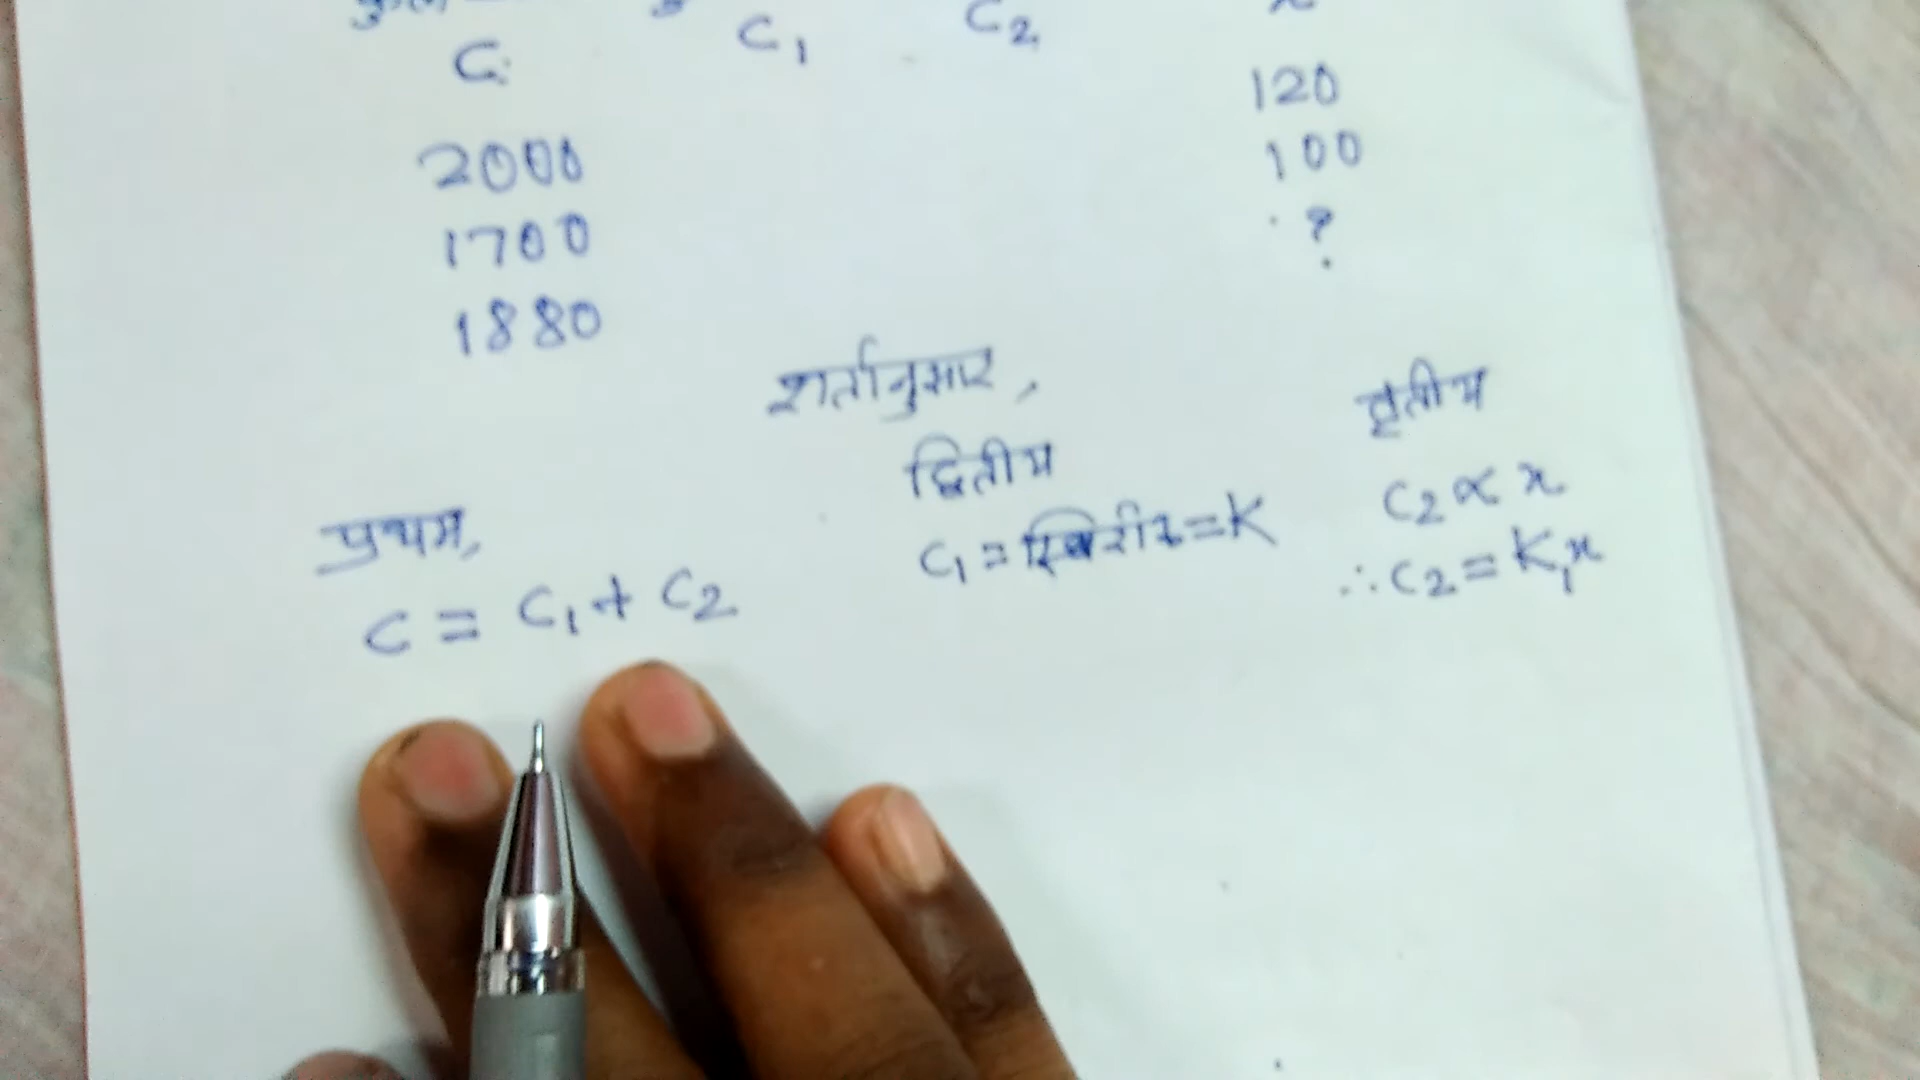 C C₁ C₂ x
2000 120
1700 100
1880 ?
शर्तानुसार,
प्रथम, द्वितीय तृतीय
C = C₁ + C₂ C₁ = स्थिरांक = K C₂ ∝ x
∴ C₂ = K₁x